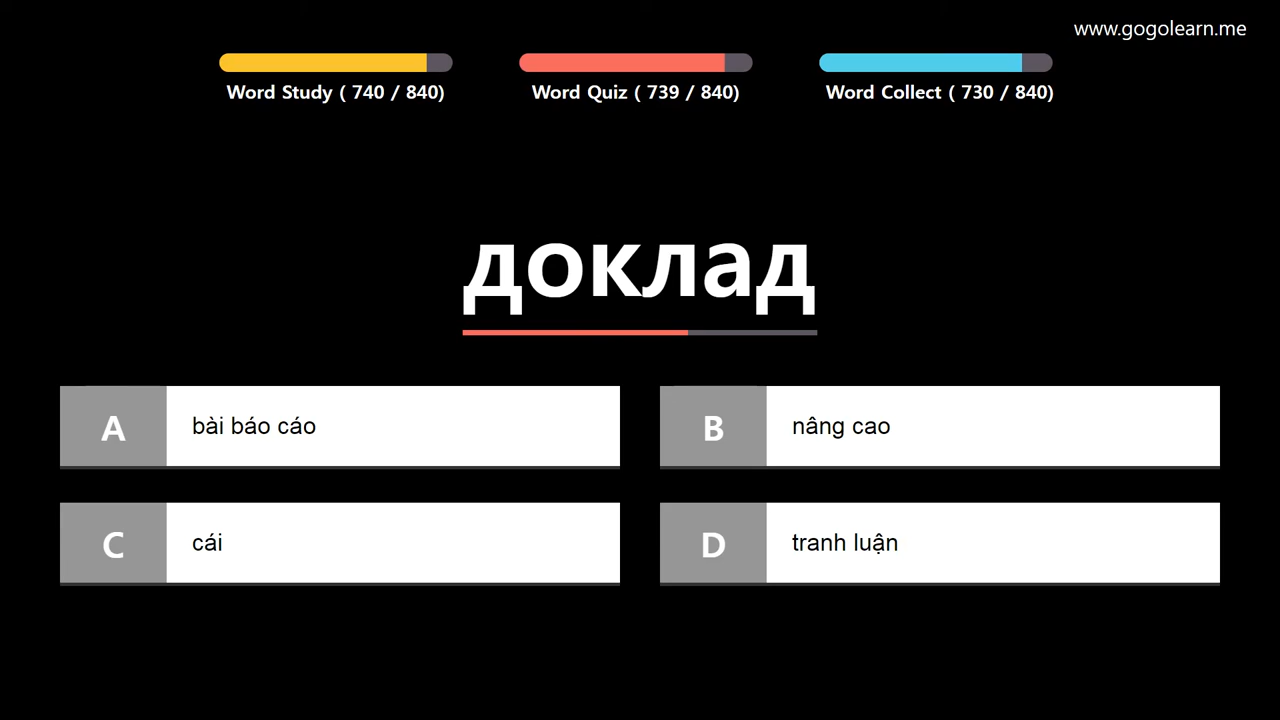 www.gogolearn.me
Word Study ( 740 / 840)
Word Quiz ( 739 / 840)
Word Collect ( 730 / 840)
доклад
A bài báo cáo
B nâng cao
C cái
D tranh luận